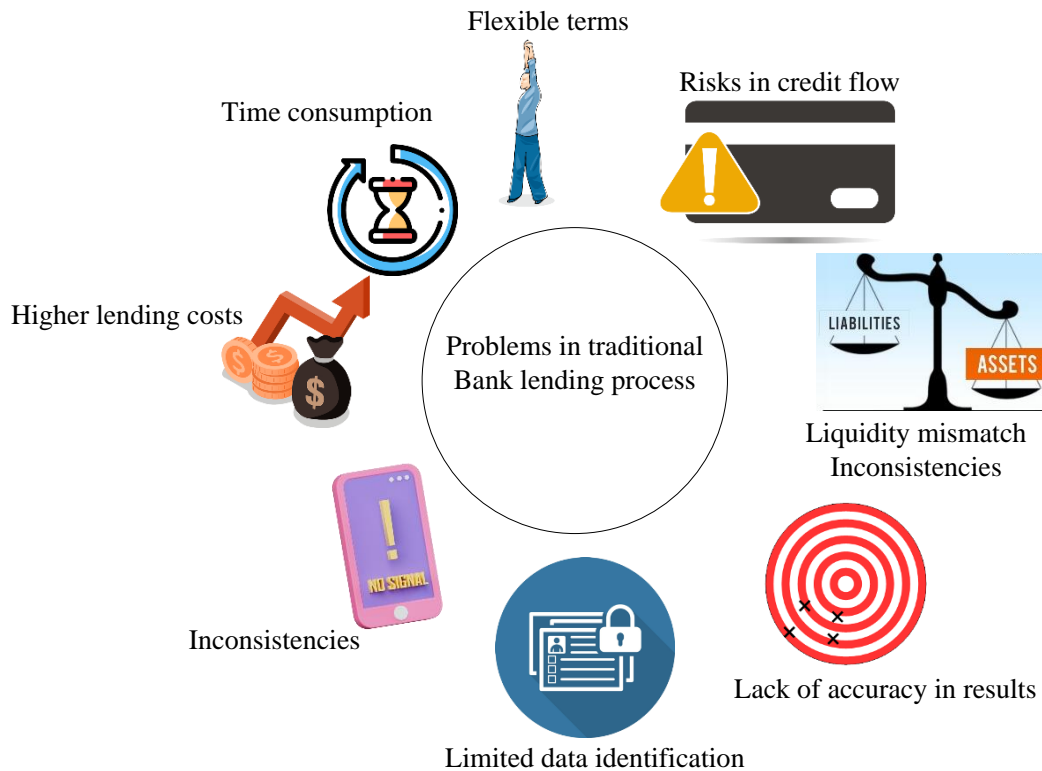 Flexible terms
Risks in credit flow
Time consumption
LIABILITIES
ASSETS
Higher lending costs
$
$
$
Problems in traditional
Bank lending process
Liquidity mismatch
Inconsistencies
NO SIGNAL
Inconsistencies
Lack of accuracy in results
Limited data identification